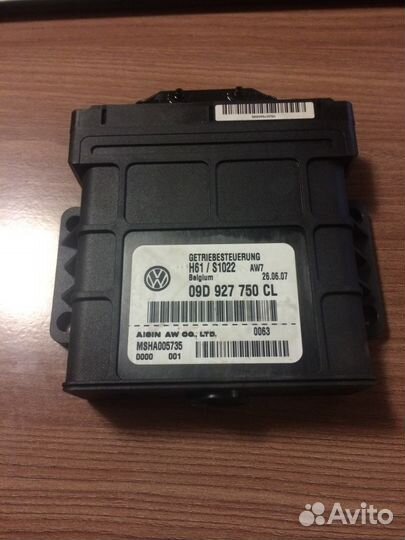 GETRIEBESTEUERUNG
H61 / S1022 AW7
Belgium 26.06.07
09D 927 750 CL
AISIN AW CO., LTD. 0063
MSHA005735
0000 001
Avito